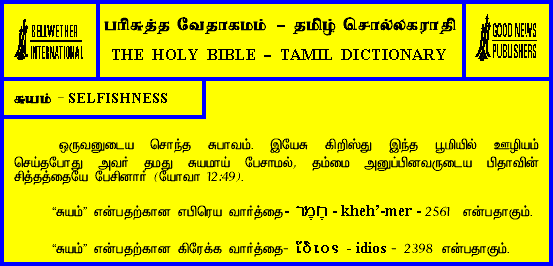 BELLWETHER
INTERNATIONAL
பரிசுத்த வேதாகமம் – தமிழ் சொல்லகராதி
THE HOLY BIBLE – TAMIL DICTIONARY
GOOD NEWS
PUBLISHERS
சுயம் - SELFISHNESS
ஒருவனுடைய சொந்த சுபாவம். இயேசு கிறிஸ்து இந்த பூமியில் ஊழியம்
செய்தபோது அவர் தமது சுயமாய் பேசாமல், தம்மை அனுப்பினவருடைய பிதாவின்
சித்தத்தையே பேசினார் (யோவா 12:49).
“சுயம்” என்பதற்கான எபிரெய வார்த்தை- חֶמֶר - kheh’-mer - 2561 என்பதாகும்.
“சுயம்” என்பதற்கான கிரேக்க வார்த்தை- ἴδιος - idios - 2398 என்பதாகும்.